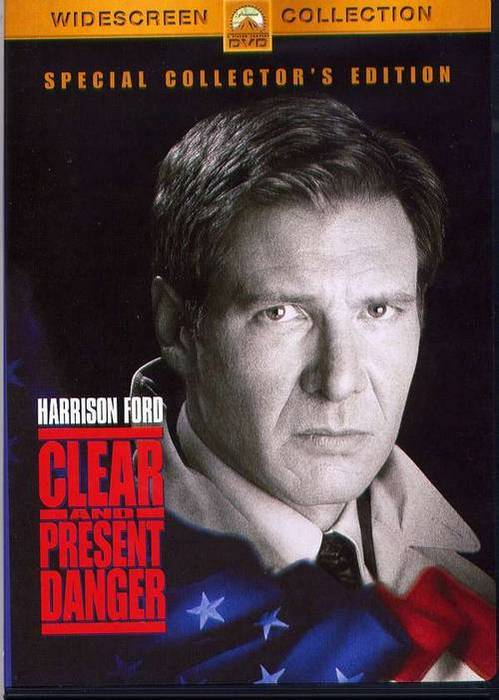 WIDESCREEN COLLECTION
DVD
SPECIAL COLLECTOR'S EDITION
HARRISON FORD
CLEAR
AND
PRESENT
DANGER